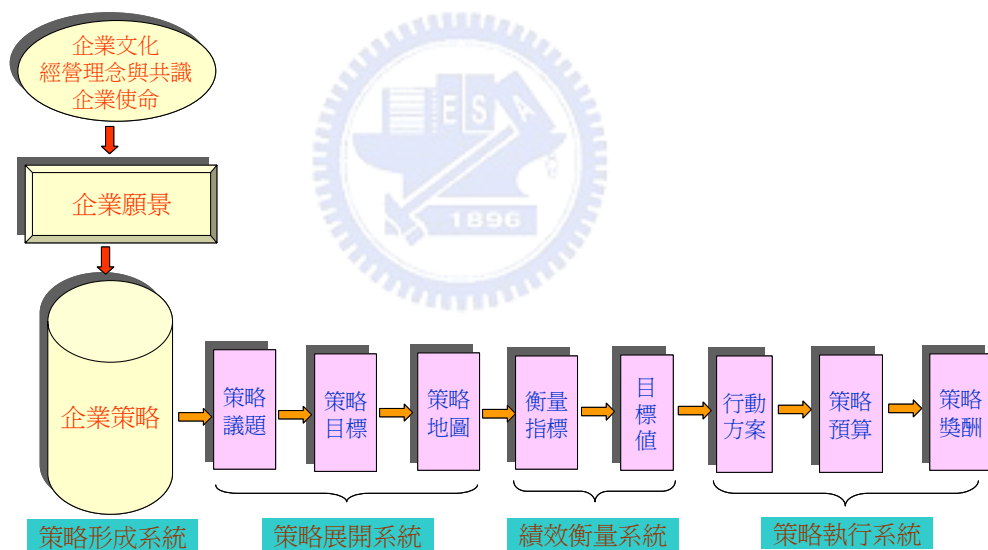 企業文化
經營理念與共識
企業使命
E S A
1896
企業願景
企業策略
策略
議題
策略
目標
策略
地圖
衡量
指標
目
標
值
行動
方案
策略
預算
策略
獎酬
策略形成系統
策略展開系統
績效衡量系統
策略執行系統